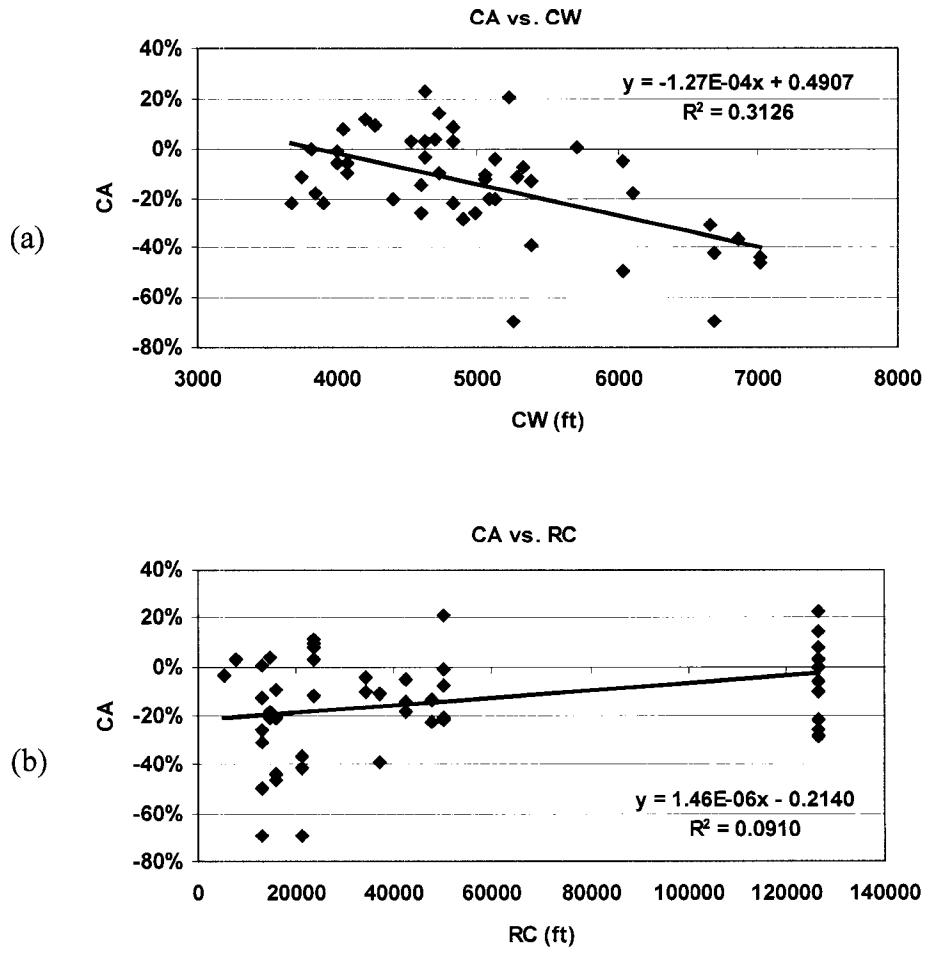 CA vs. CW
40%
20%
0%
-20%
-40%
-60%
-80%
CA
(a)
y = -1.27E-04x + 0.4907
R² = 0.3126
3000 4000 5000 6000 7000 8000
CW (ft)
CA vs. RC
40%
20%
0%
-20%
-40%
-60%
-80%
CA
(b)
y = 1.46E-06x - 0.2140
R² = 0.0910
0 20000 40000 60000 80000 100000 120000 140000
RC (ft)